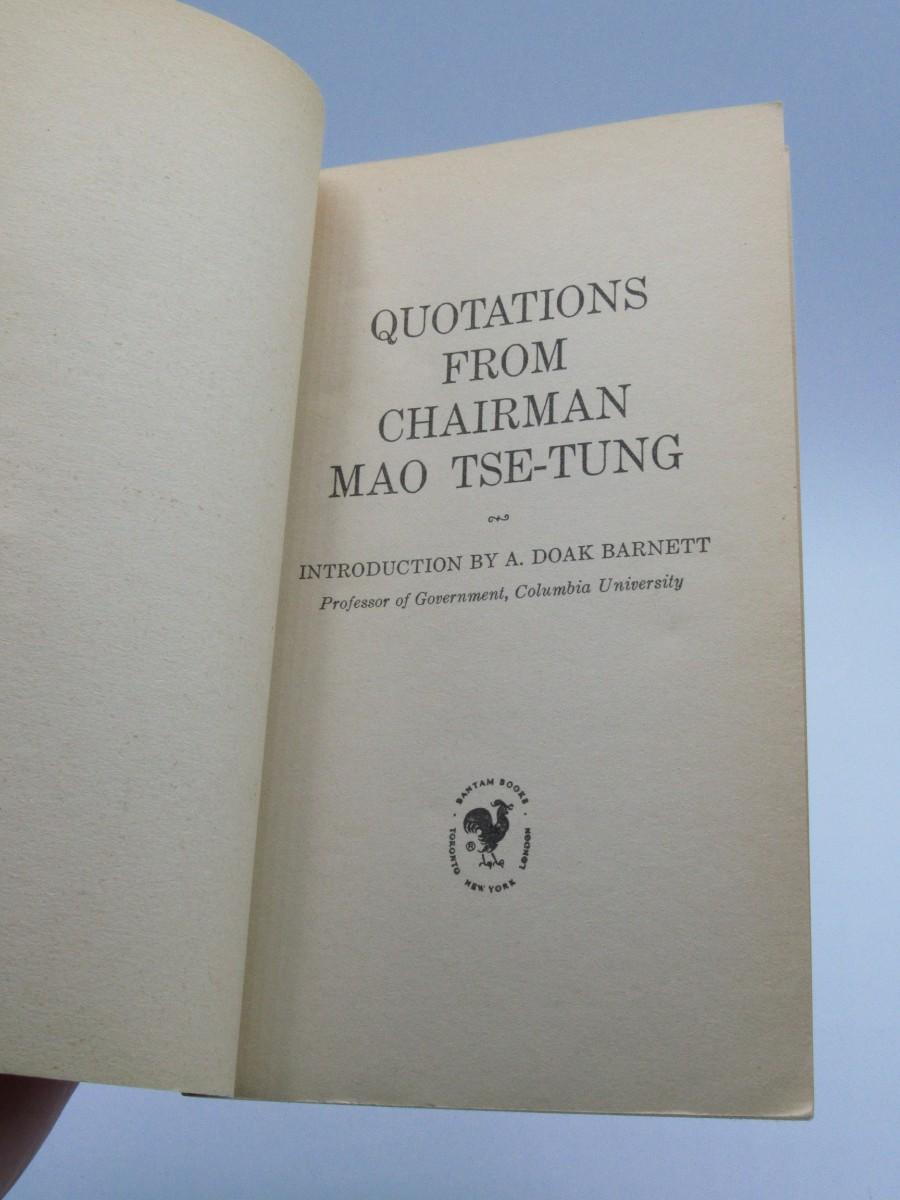 QUOTATIONS
FROM
CHAIRMAN
MAO TSE-TUNG
INTRODUCTION BY A. DOAK BARNETT
Professor of Government, Columbia University
BANTAM BOOKS
TORONTO · NEW YORK · LONDON
®